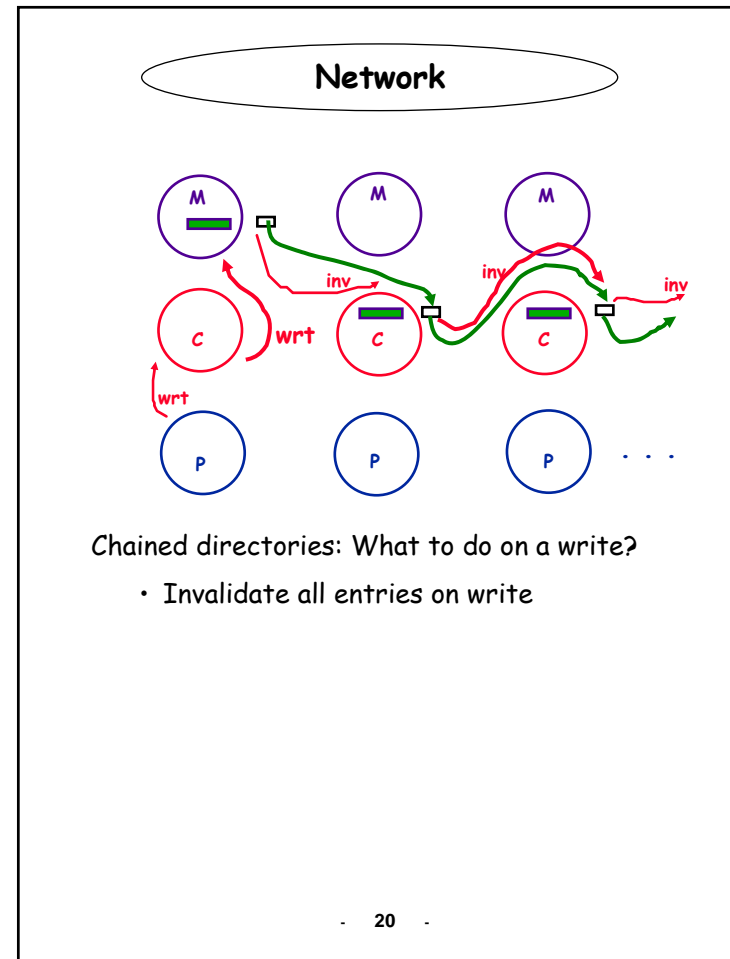 Network
M M M
inv inv inv
wrt
C C C
wrt
P P P . . .
Chained directories: What to do on a write?
• Invalidate all entries on write
- 20 -